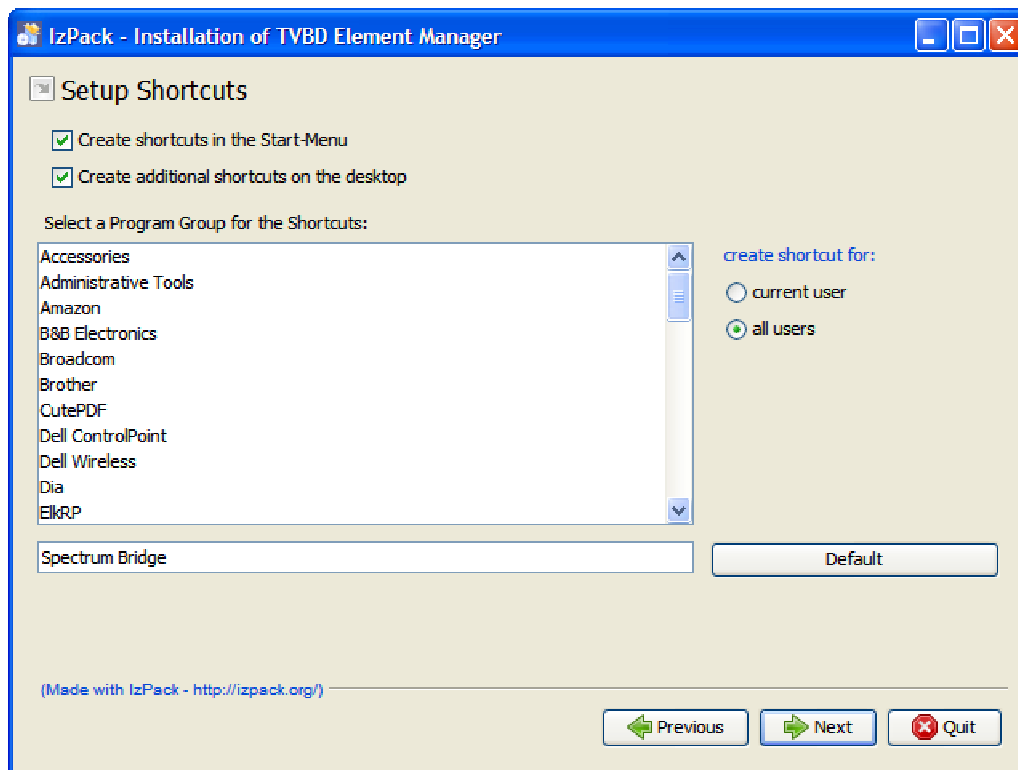 IzPack - Installation of TVBD Element Manager
Setup Shortcuts
Create shortcuts in the Start-Menu
Create additional shortcuts on the desktop
Select a Program Group for the Shortcuts:
Accessories
Administrative Tools
Amazon
B&B Electronics
Broadcom
Brother
CutePDF
Dell ControlPoint
Dell Wireless
Dia
ElkRP
create shortcut for:
current user
all users
Spectrum Bridge
Default
(Made with IzPack - http://izpack.org/)
Previous
Next
Quit